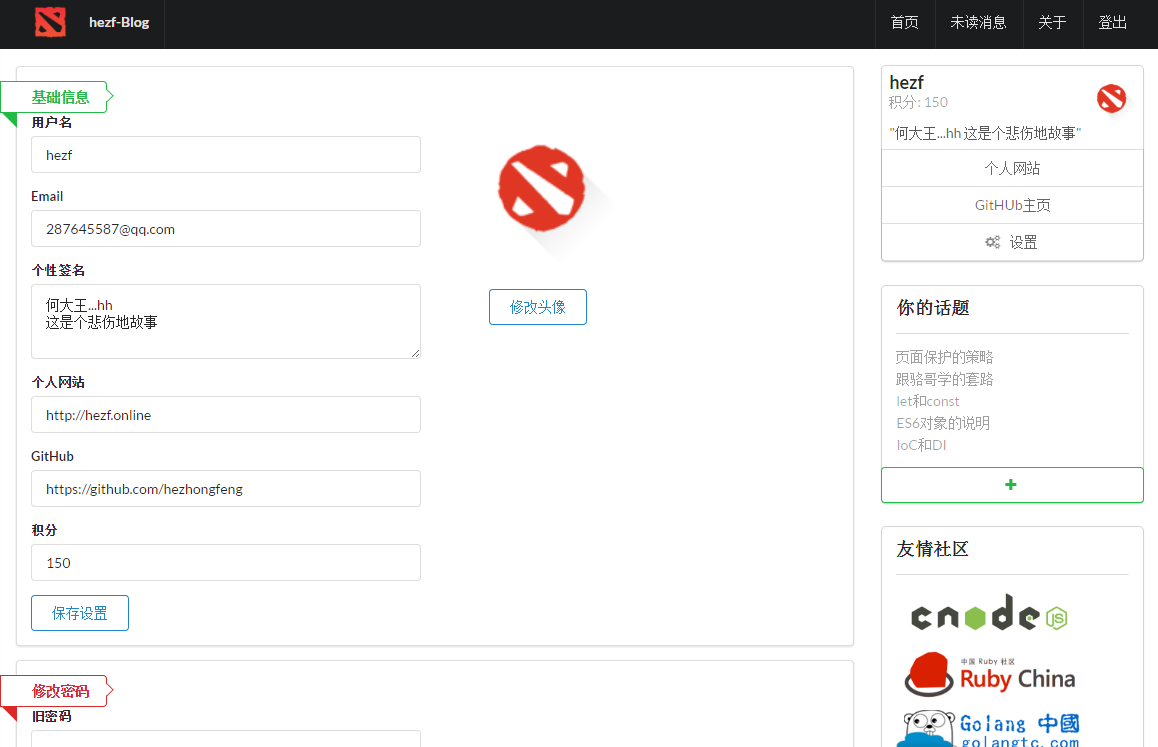 hezf-Blog
首页
未读消息
关于
登出
基础信息
用户名
hezf
Email
287645587@qq.com
个性签名
何大王...hh
这是个悲伤地故事
个人网站
http://hezf.online
GitHub
https://github.com/hezhongfeng
积分
150
保存设置
修改头像
修改密码
旧密码
hezf
积分: 150
"何大王...hh 这是个悲伤地故事"
个人网站
GitHUb主页
设置
你的话题
页面保护的策略
跟骆哥学的套路
let和const
ES6对象的说明
IoC和DI
+
友情社区
cnode JS
中国 Ruby 社区
Ruby China
Golang 中國
golangtc.com